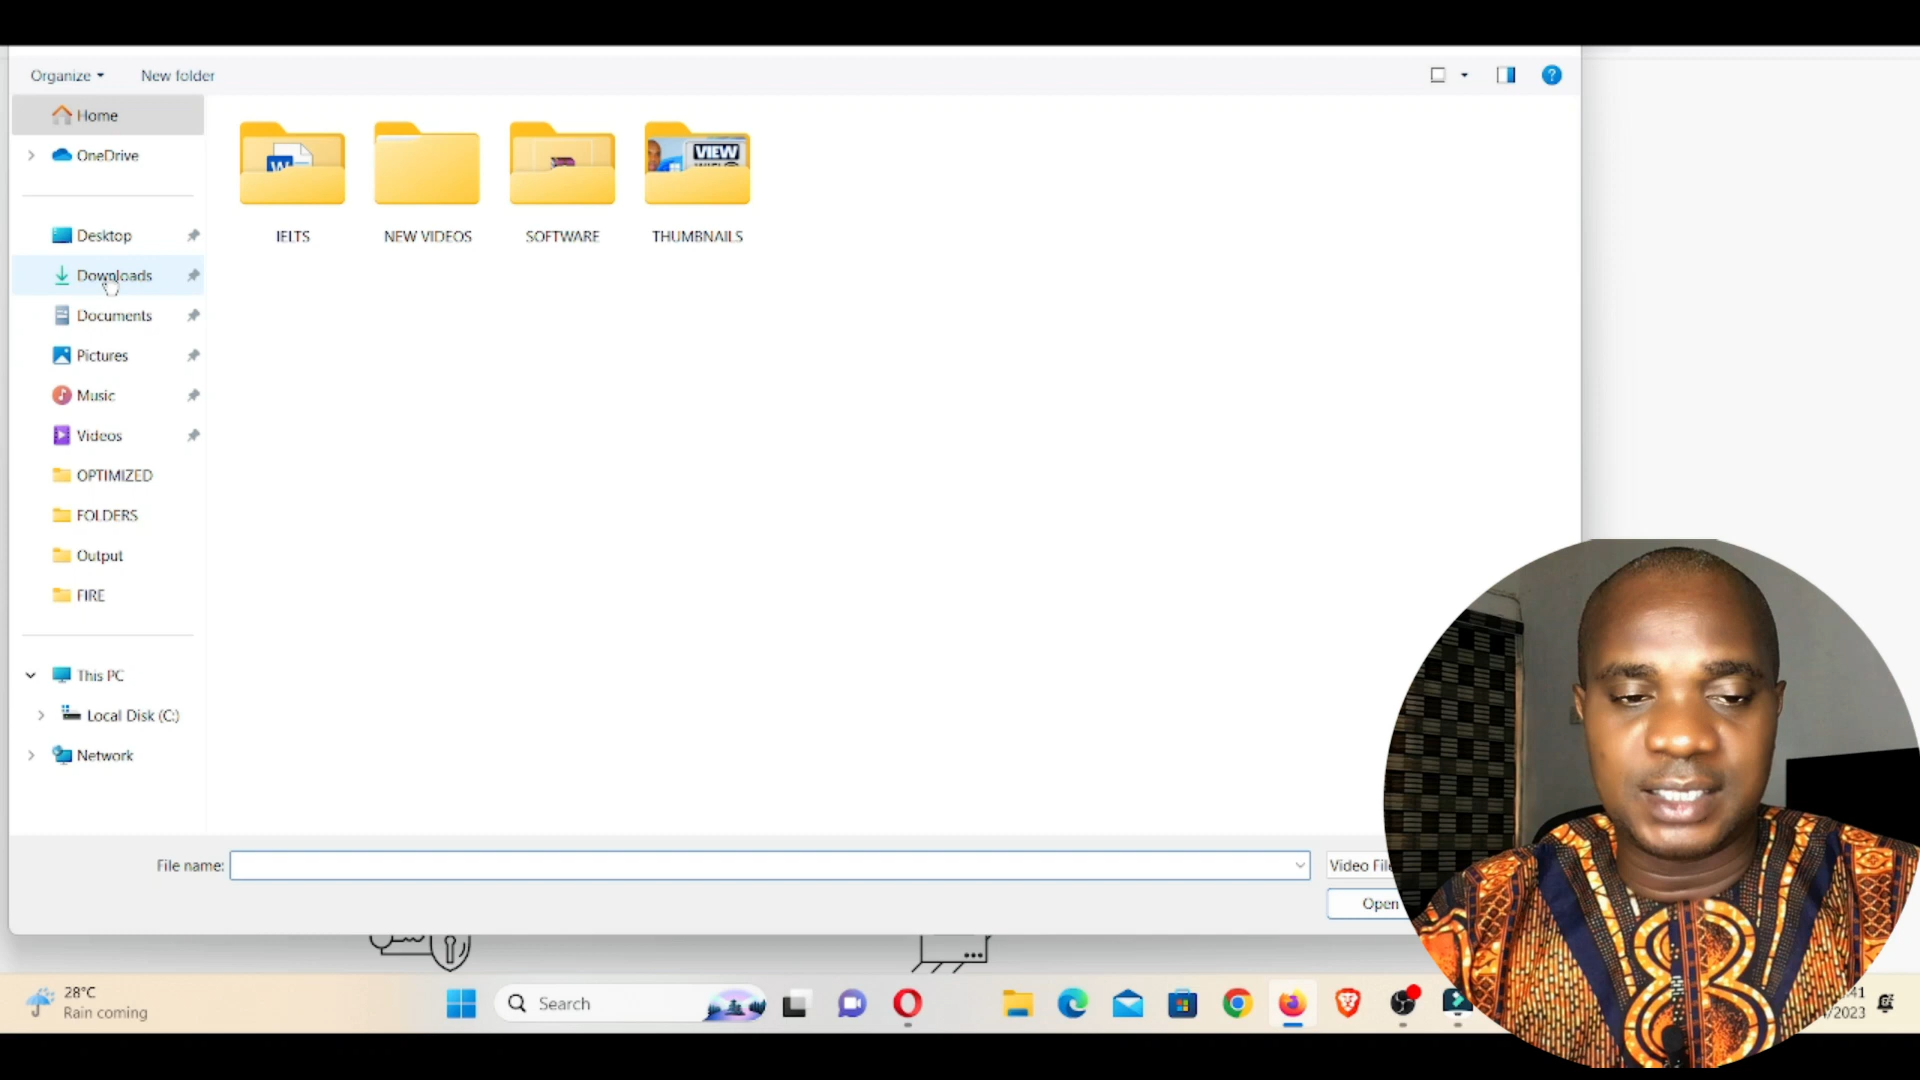 Organize
New folder
Home
OneDrive
Desktop
Downloads
Documents
Pictures
Music
Videos
OPTIMIZED
FOLDERS
Output
FIRE
This PC
Local Disk (C:)
Network
W
VIEW
IELTS
NEW VIDEOS
SOFTWARE
THUMBNAILS
File name:
Video
Open
28°C
Rain coming
Search
41
/2023